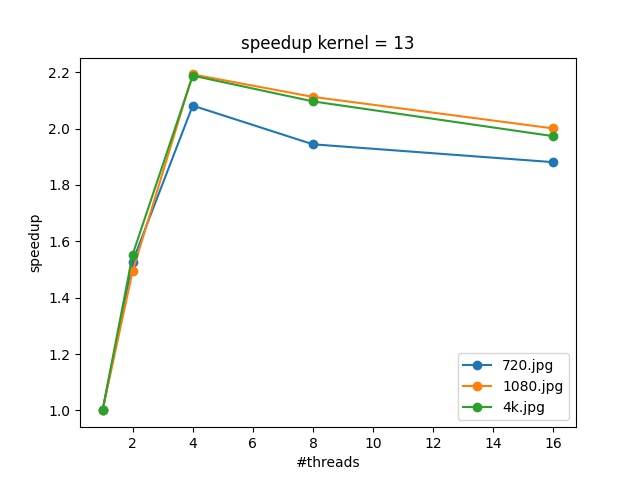 speedup kernel = 13
2.2
2.0
1.8
1.6
1.4
1.2
1.0
speedup
2 4 6 8 10 12 14 16
#threads
720.jpg
1080.jpg
4k.jpg